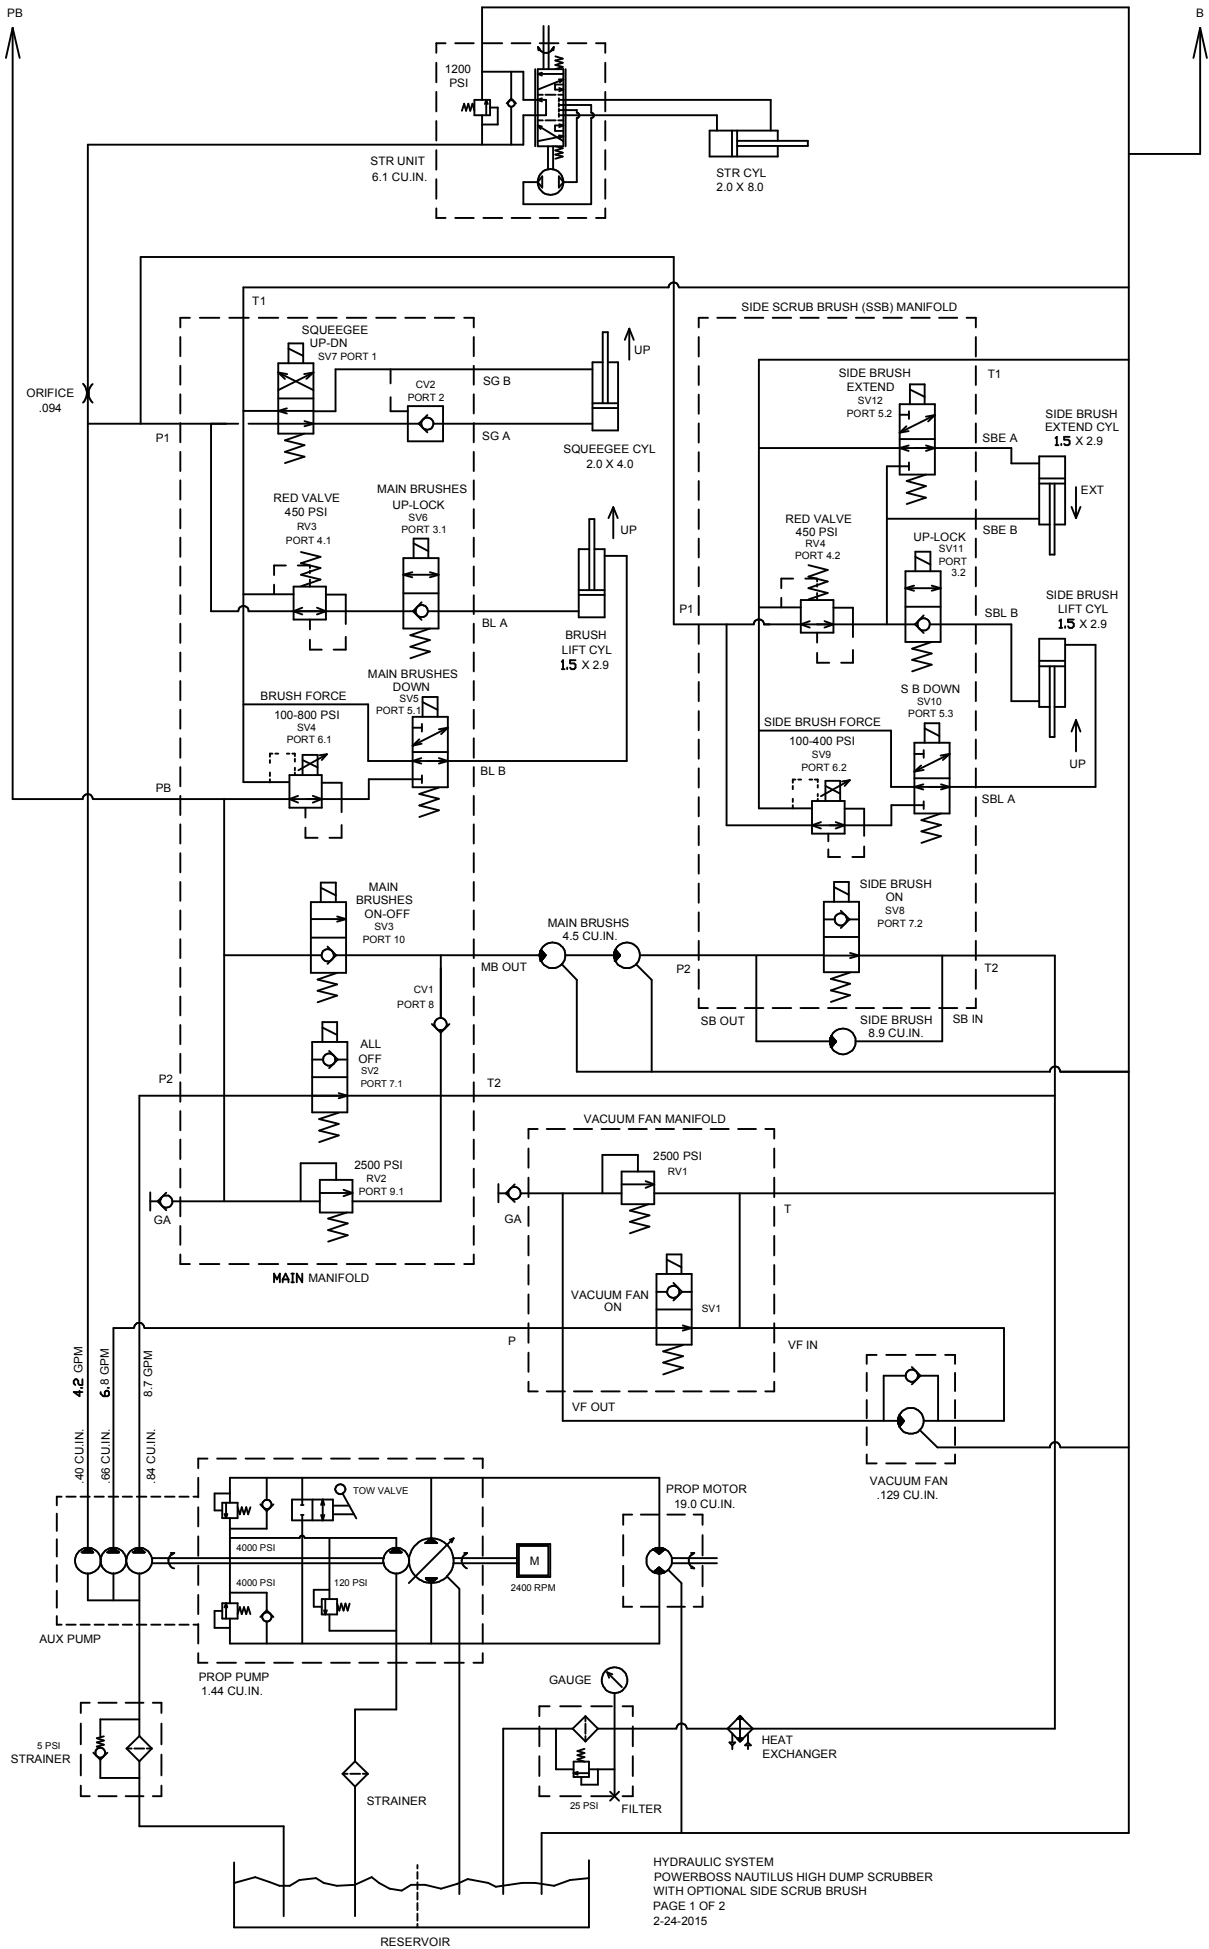 PB
B
1200
PSI
STR UNIT
6.1 CU.IN.
STR CYL
2.0 X 8.0
T1
SIDE SCRUB BRUSH (SSB) MANIFOLD
SQUEEGEE
UP-DN
SV7 PORT 1
UP
SG B
CV2
PORT 2
ORIFICE
.094
P1
SG A
SQUEEGEE CYL
2.0 X 4.0
SIDE BRUSH
EXTEND
SV12
PORT 5.2
T1
SIDE BRUSH
EXTEND CYL
1.5 X 2.9
SBE A
EXT
SBE B
RED VALVE
450 PSI
RV3
PORT 4.1
MAIN BRUSHES
UP-LOCK
SV6
PORT 3.1
UP
BL A
BRUSH
LIFT CYL
1.5 X 2.9
RED VALVE
450 PSI
RV4
PORT 4.2
UP-LOCK
SV11
PORT
3.2
P1
SBL B
SIDE BRUSH
LIFT CYL
1.5 X 2.9
BRUSH FORCE
100-800 PSI
SV4
PORT 6.1
MAIN BRUSHES
DOWN
SV5
PORT 5.1
BL B
PB
S B DOWN
SV10
PORT 5.3
SIDE BRUSH FORCE
100-400 PSI
SV9
PORT 6.2
UP
SBL A
MAIN
BRUSHES
ON-OFF
SV3
PORT 10
MB OUT
CV1
PORT 8
MAIN BRUSHS
4.5 CU.IN.
P2
SIDE BRUSH
ON
SV8
PORT 7.2
T2
SB OUT
SIDE BRUSH
8.9 CU.IN.
SB IN
ALL
OFF
SV2
PORT 7.1
P2
T2
2500 PSI
RV2
PORT 9.1
GA
MAIN MANIFOLD
VACUUM FAN MANIFOLD
2500 PSI
RV1
GA
T
VACUUM FAN
ON
SV1
P
VF IN
VF OUT
4.2 GPM
6.8 GPM
8.7 GPM
.40 CU.IN.
.66 CU.IN.
.84 CU.IN.
VACUUM FAN
.129 CU.IN.
TOW VALVE
PROP MOTOR
19.0 CU.IN.
4000 PSI
4000 PSI
120 PSI
M
2400 RPM
AUX PUMP
PROP PUMP
1.44 CU.IN.
GAUGE
5 PSI
STRAINER
STRAINER
25 PSI
FILTER
HEAT
EXCHANGER
RESERVOIR
HYDRAULIC SYSTEM
POWERBOSS NAUTILUS HIGH DUMP SCRUBBER
WITH OPTIONAL SIDE SCRUB BRUSH
PAGE 1 OF 2
2-24-2015